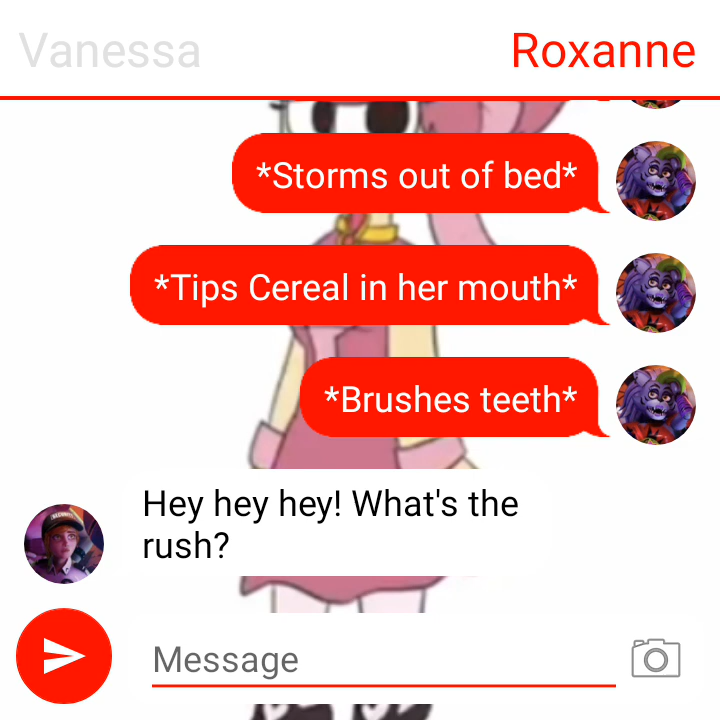 Vanessa
Roxanne
*Storms out of bed*
*Tips Cereal in her mouth*
*Brushes teeth*
Hey hey hey! What's the
rush?
Message